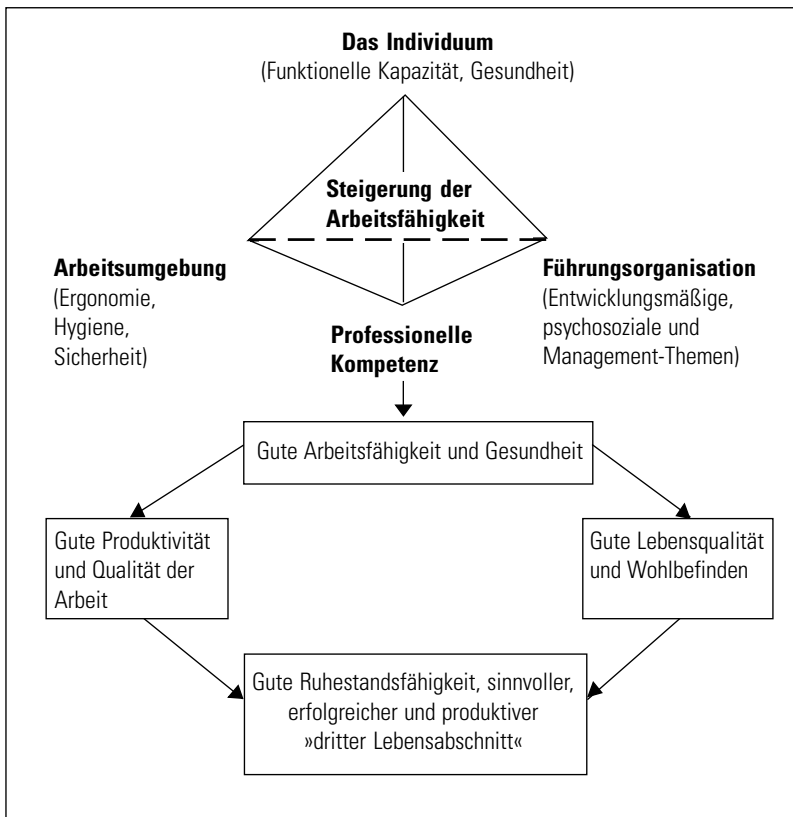 Das Individuum
(Funktionelle Kapazität, Gesundheit)
Steigerung der
Arbeitsfähigkeit
Arbeitsumgebung
(Ergonomie,
Hygiene,
Sicherheit)
Führungsorganisation
(Entwicklungsmäßige,
psychosoziale und
Management-Themen)
Professionelle
Kompetenz
Gute Arbeitsfähigkeit und Gesundheit
Gute Produktivität
und Qualität der
Arbeit
Gute Lebensqualität
und Wohlbefinden
Gute Ruhestandsfähigkeit, sinnvoller,
erfolgreicher und produktiver
»dritter Lebensabschnitt«